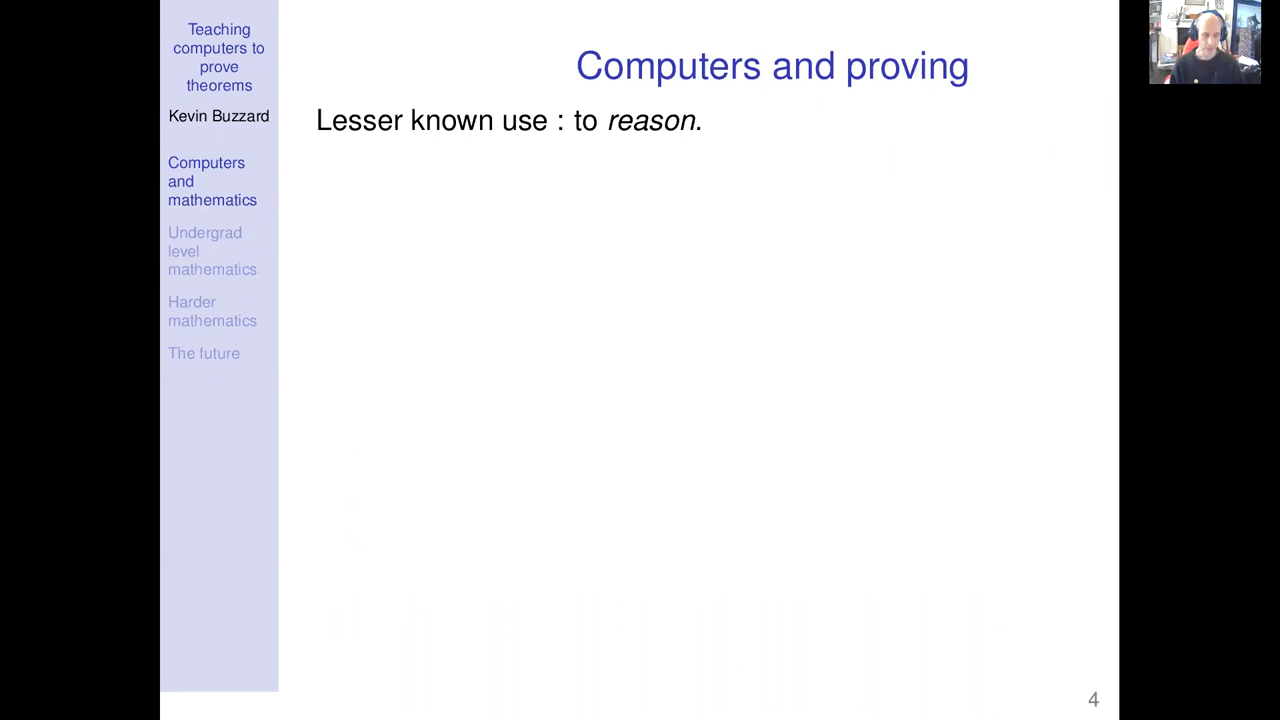 Teaching
computers to
prove
theorems
Kevin Buzzard
Computers
and
mathematics
Undergrad
level
mathematics
Harder
mathematics
The future
Computers and proving
Lesser known use : to reason.
4